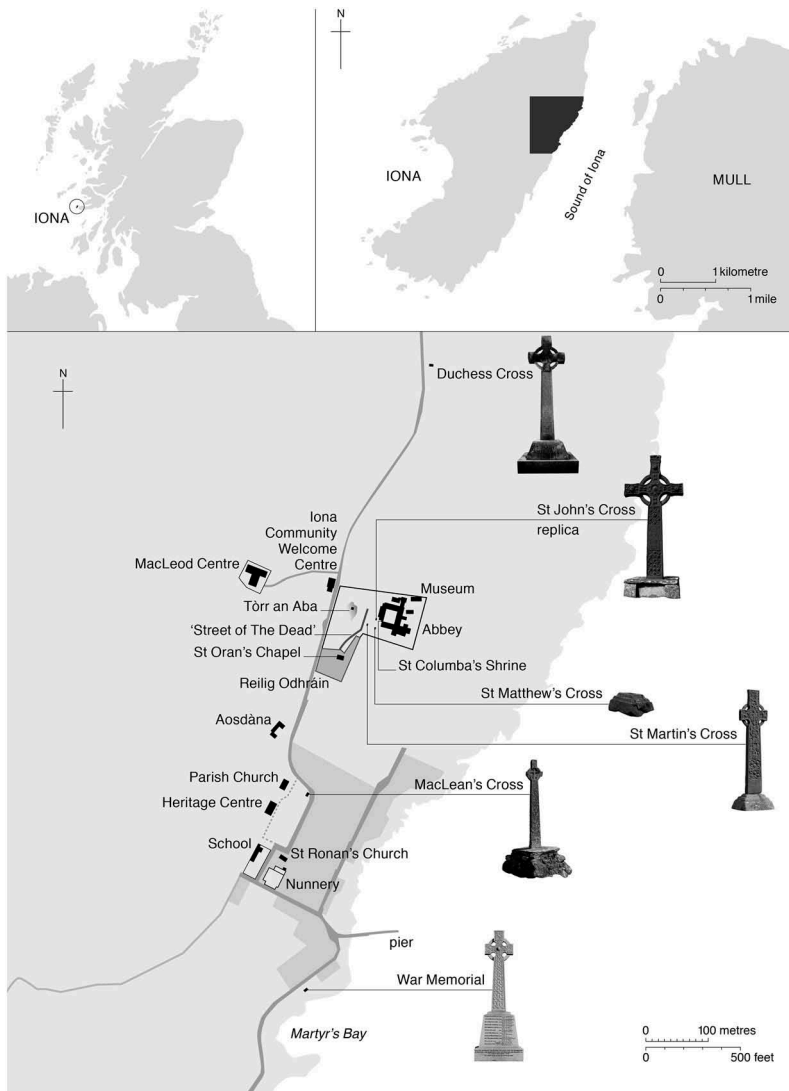 N
IONA
IONA
Sound of Iona
MULL
0 1 kilometre
0 1 mile
N
Duchess Cross
St John's Cross
replica
Iona
Community
Welcome
Centre
MacLeod Centre
Museum
Tòrr an Aba
Abbey
'Street of The Dead'
St Oran's Chapel
St Columba's Shrine
Reilig Odhráin
St Matthew's Cross
Aosdàna
St Martin's Cross
Parish Church
MacLean's Cross
Heritage Centre
School
St Ronan's Church
Nunnery
pier
War Memorial
Martyr's Bay
0 100 metres
0 500 feet